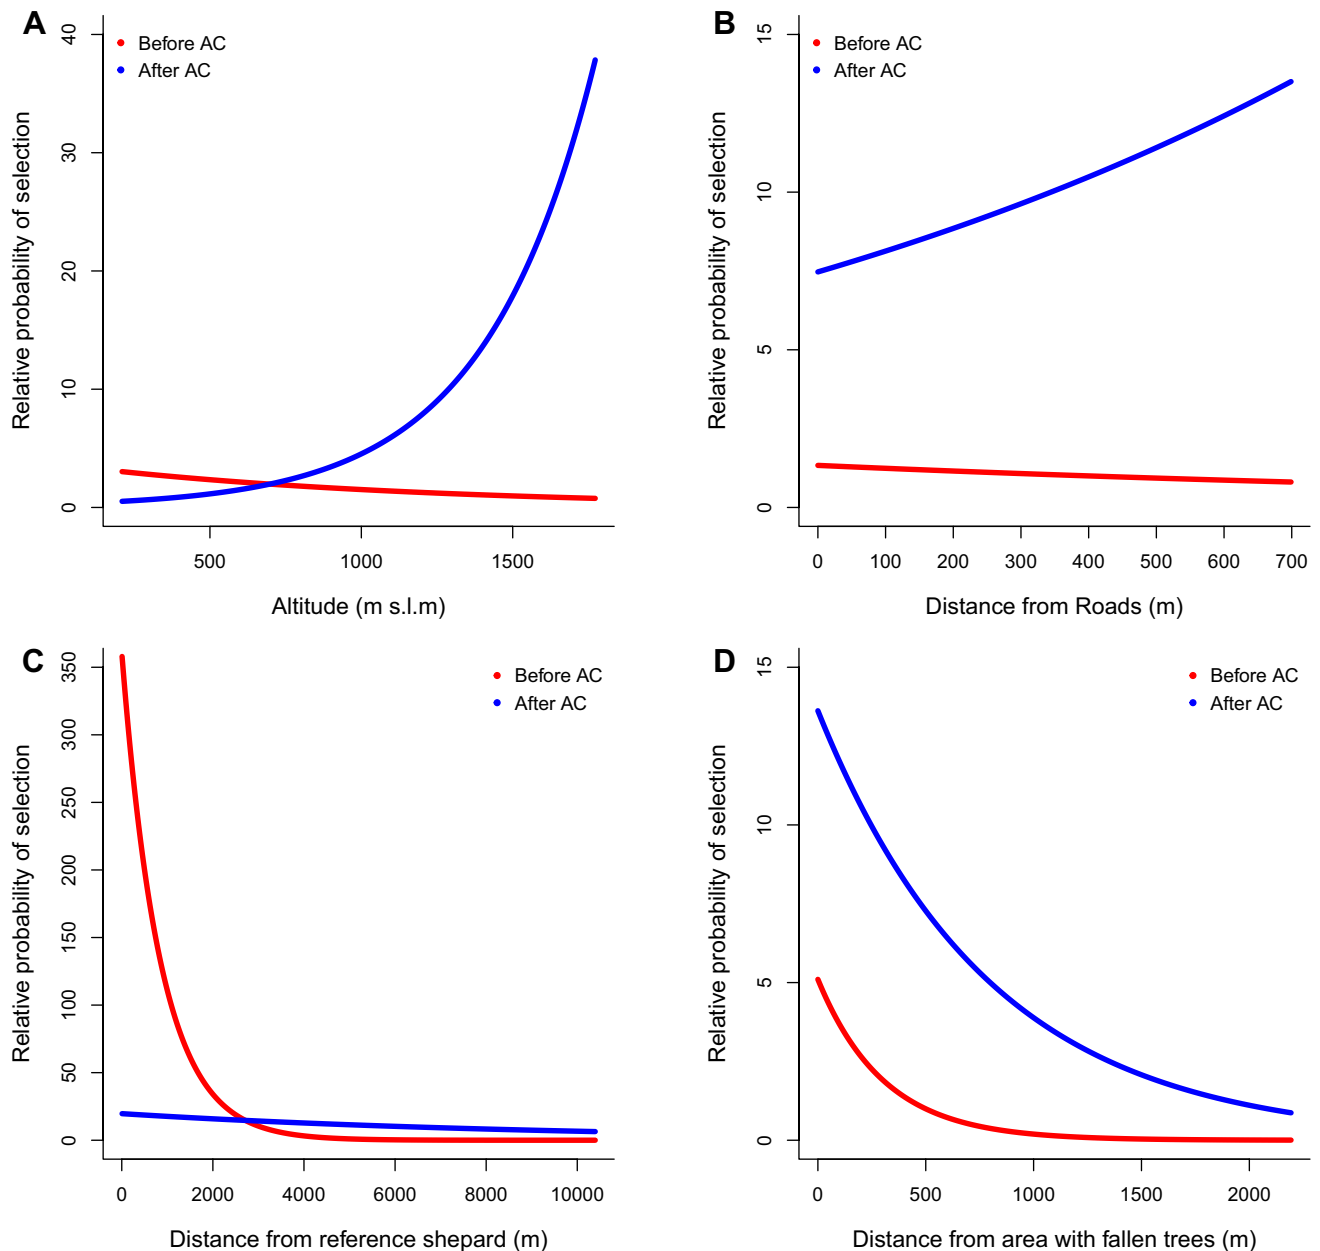 A
Before AC
After AC
Relative probability of selection
0
10
20
30
40
500
1000
1500
Altitude (m s.l.m)
B
Before AC
After AC
Relative probability of selection
0
5
10
15
0 100 200 300 400 500 600 700
Distance from Roads (m)
C
Before AC
After AC
Relative probability of selection
0
50
100
150
200
250
300
350
0 2000 4000 6000 8000 10000
Distance from reference shepard (m)
D
Before AC
After AC
Relative probability of selection
0
5
10
15
0 500 1000 1500 2000
Distance from area with fallen trees (m)